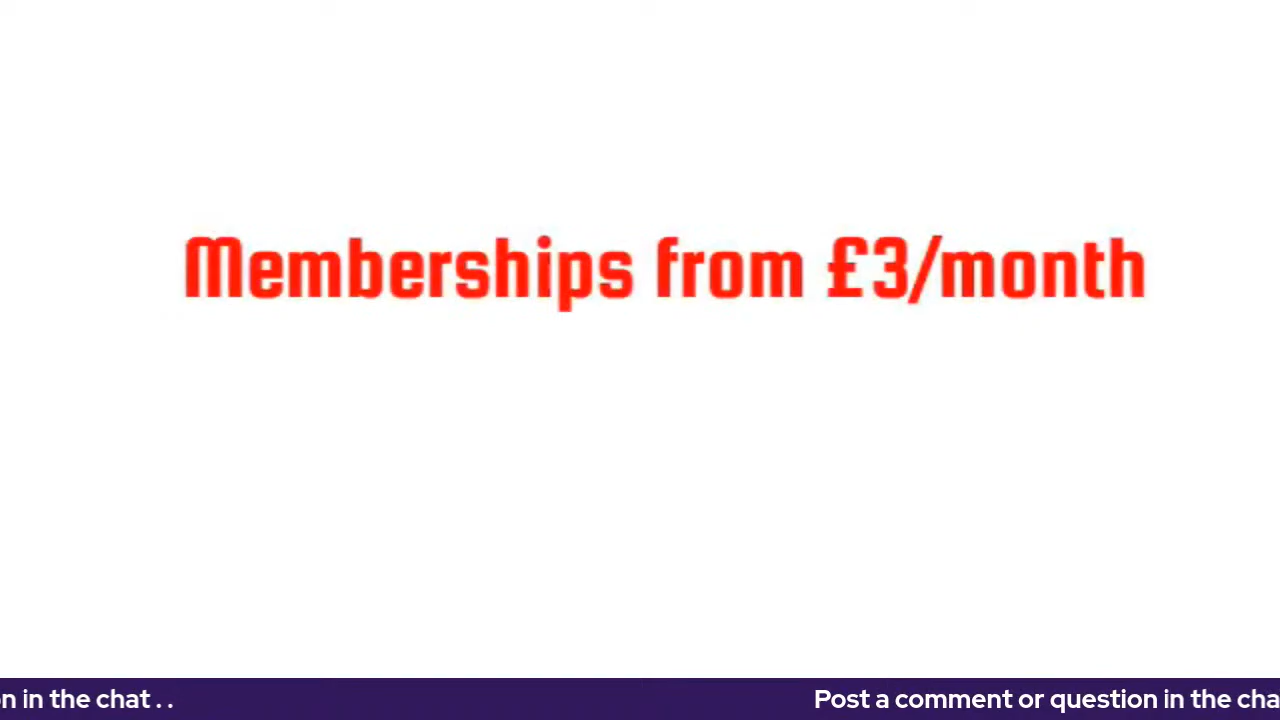 Memberships from £3/month
n in the chat . . Post a comment or question in the cha